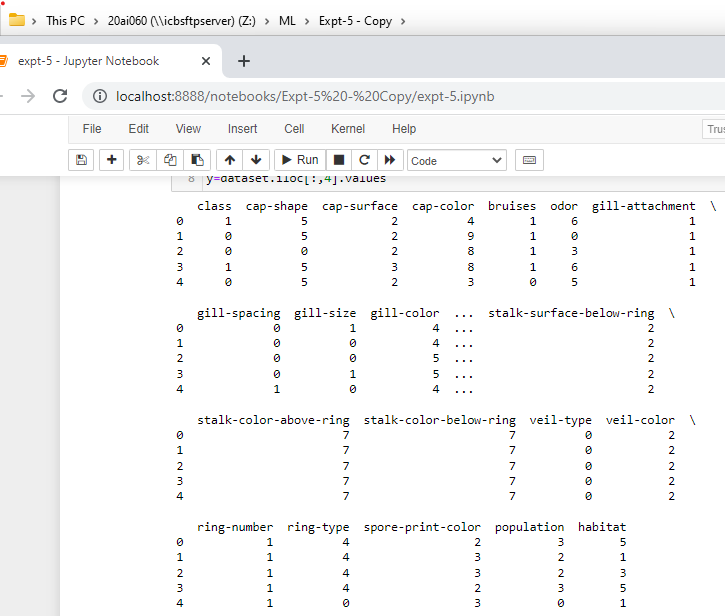 This PC > 20ai060 (\\icbsftpserver) (Z:) > ML > Expt-5 - Copy >
expt-5 - Jupyter Notebook × +
localhost:8888/notebooks/Expt-5%20-%20Copy/expt-5.ipynb
File Edit View Insert Cell Kernel Help
Run Code
8 y=dataset.iloc[:,4].values
class cap-shape cap-surface cap-color bruises odor gill-attachment \
0 1 5 2 4 1 6 1
1 0 5 2 9 1 0 1
2 0 0 2 8 1 3 1
3 1 5 3 8 1 6 1
4 0 5 2 3 0 5 1
gill-spacing gill-size gill-color ... stalk-surface-below-ring \
0 0 1 4 ... 2
1 0 0 4 ... 2
2 0 0 5 ... 2
3 0 1 5 ... 2
4 1 0 4 ... 2
stalk-color-above-ring stalk-color-below-ring veil-type veil-color \
0 7 7 0 2
1 7 7 0 2
2 7 7 0 2
3 7 7 0 2
4 7 7 0 2
ring-number ring-type spore-print-color population habitat
0 1 4 2 3 5
1 1 4 3 2 1
2 1 4 3 2 3
3 1 4 2 3 5
4 1 0 3 0 1